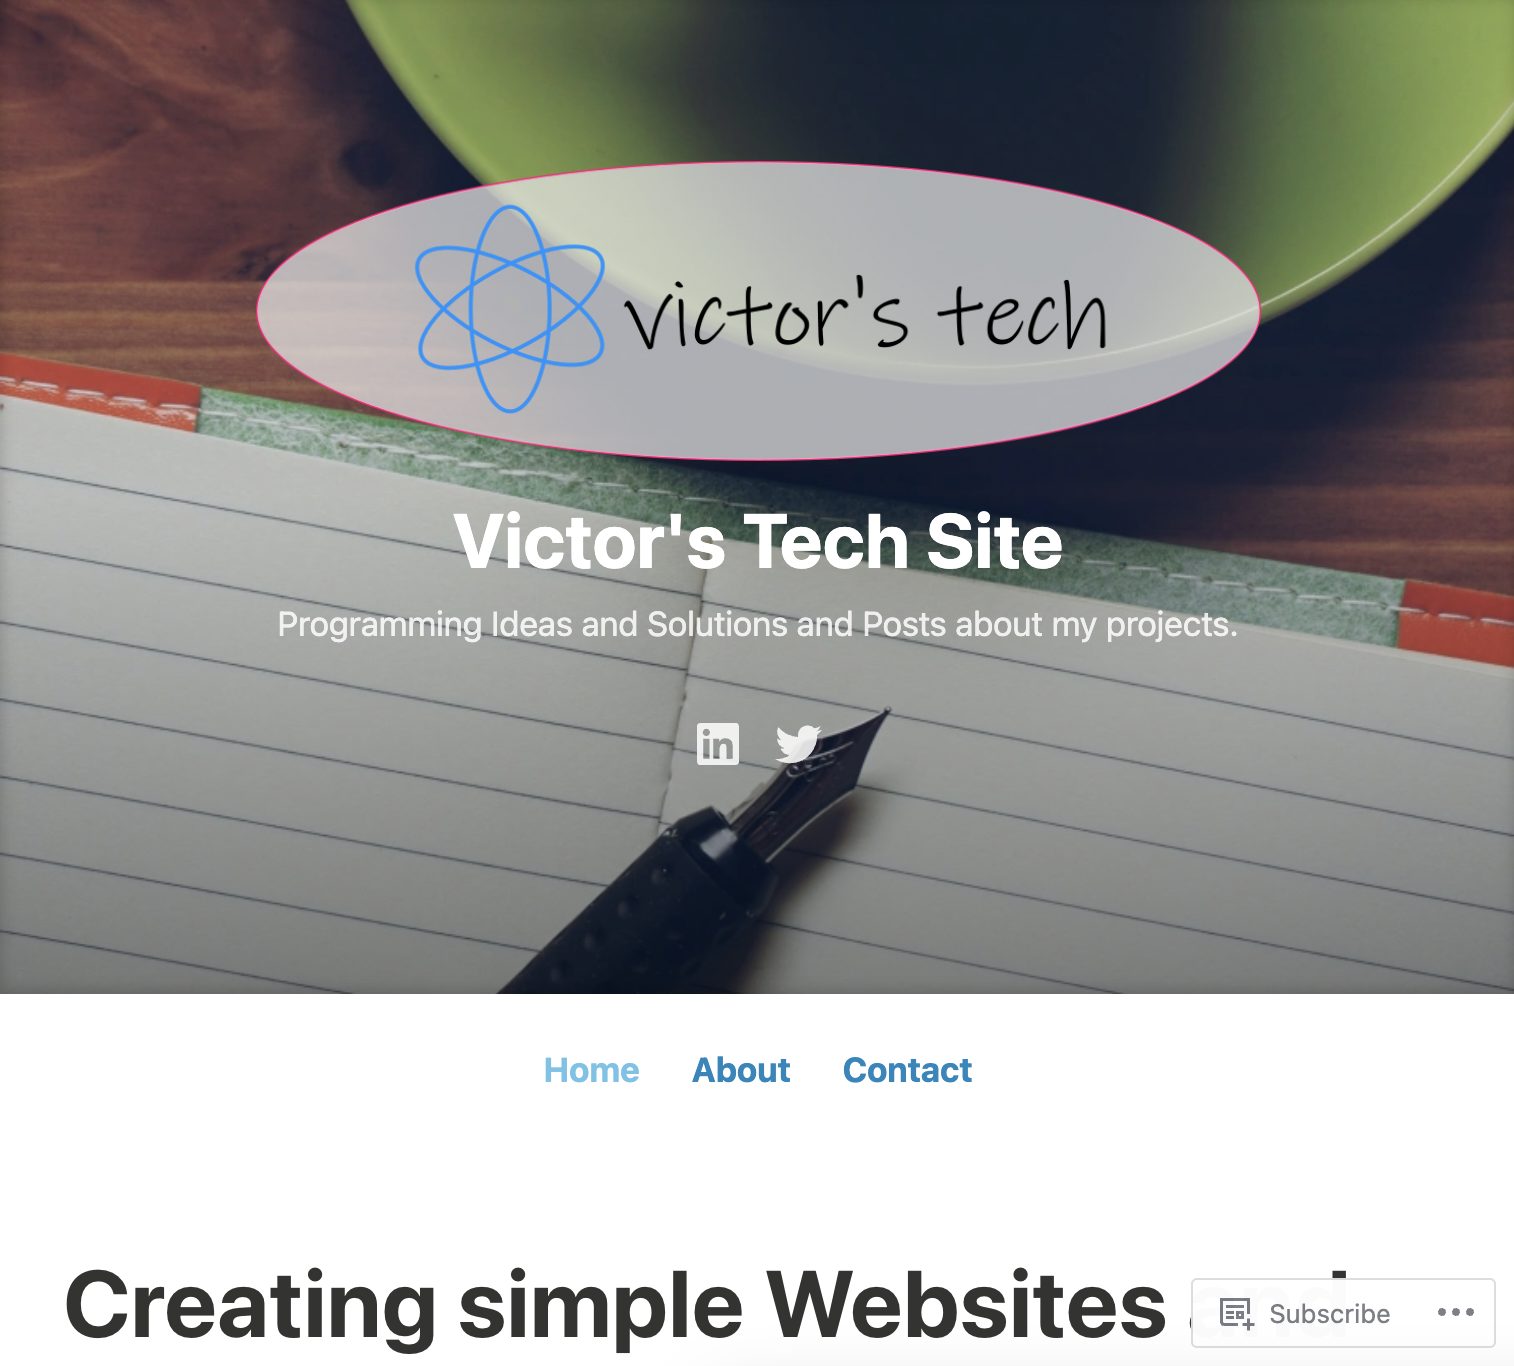 victor's tech
Victor's Tech Site
Programming Ideas and Solutions and Posts about my projects.
in
Home About Contact
Creating simple Websites and
Subscribe